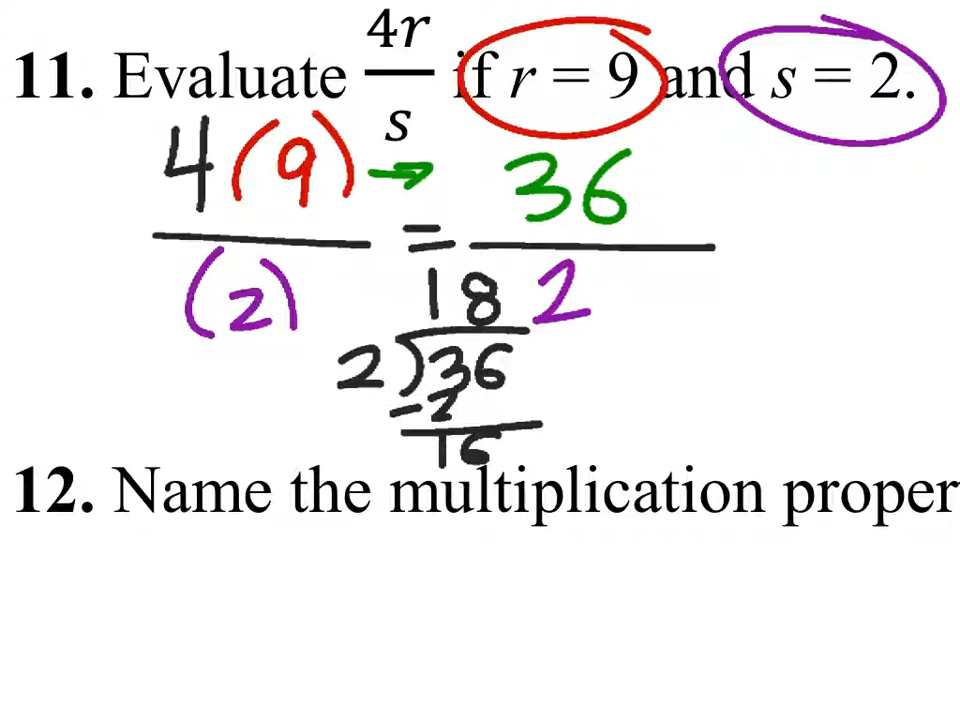 11. Evaluate 4r/s if r = 9 and s = 2.
4 (9) → 36
=
(2) 2
18
2)36
-2
16
12. Name the multiplication proper